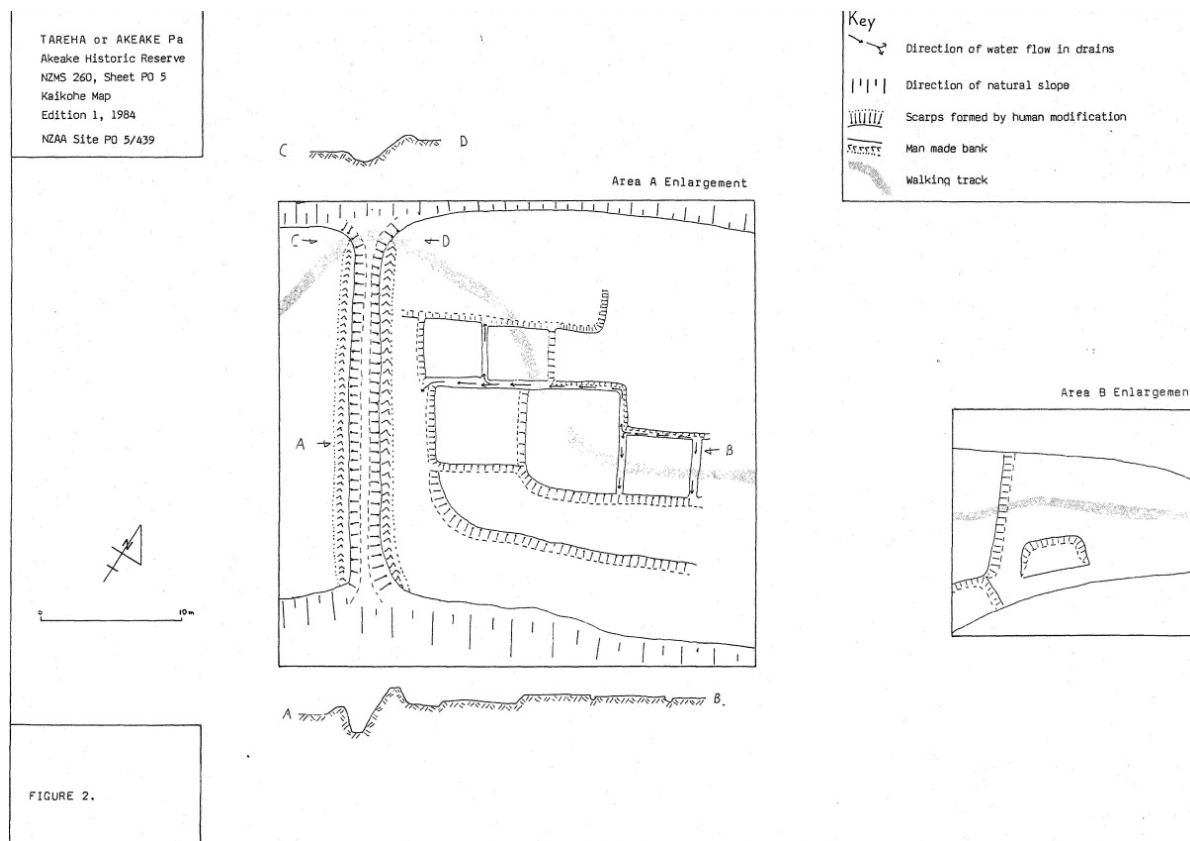 TAREHA or AKEAKE Pa
Akeake Historic Reserve
NZMS 260, Sheet PO 5
Kaikohe Map
Edition 1, 1984
NZAA Site PO 5/439
Key
Direction of water flow in drains
Direction of natural slope
Scarps formed by human modification
Man made bank
Walking track
C
D
Area A Enlargement
C
D
A
B
Area B Enlargemen
N
0
10m
A
B.
FIGURE 2.